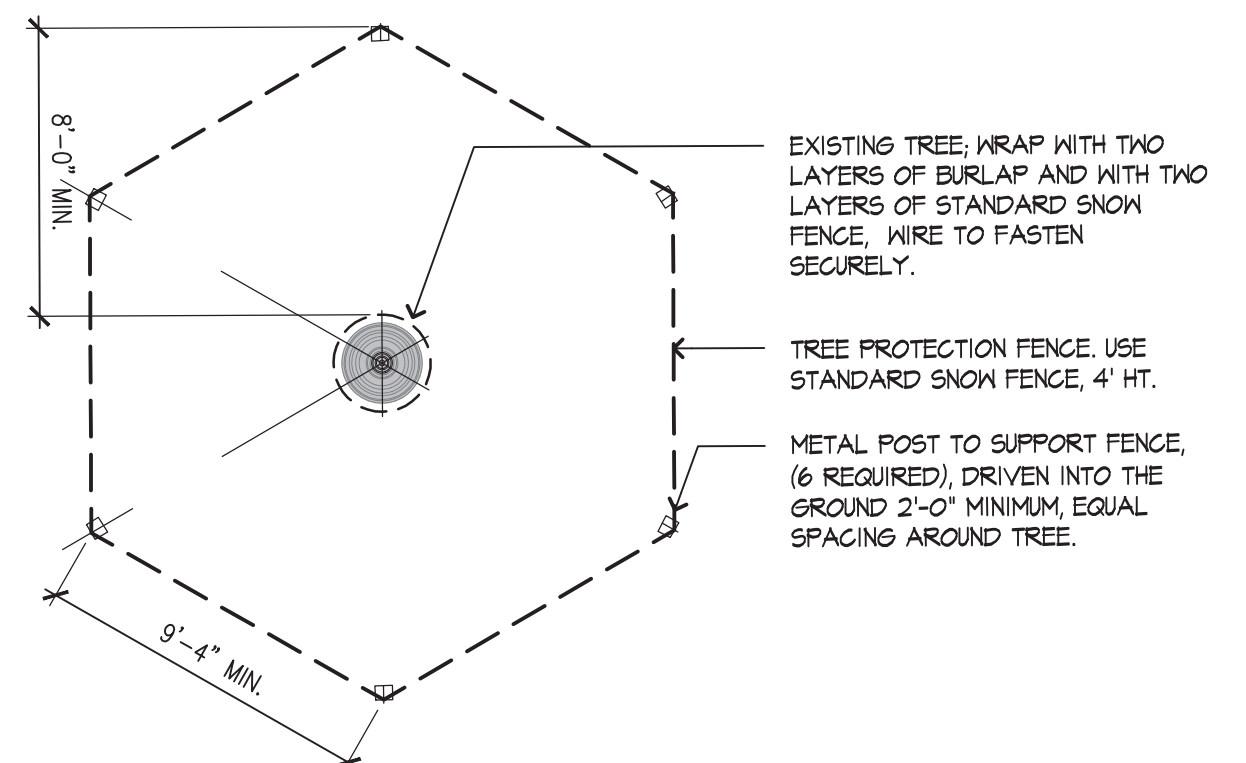 8'-0" MIN.
EXISTING TREE; WRAP WITH TWO
LAYERS OF BURLAP AND WITH TWO
LAYERS OF STANDARD SNOW
FENCE, WIRE TO FASTEN
SECURELY.
TREE PROTECTION FENCE. USE
STANDARD SNOW FENCE, 4' HT.
METAL POST TO SUPPORT FENCE,
(6 REQUIRED), DRIVEN INTO THE
GROUND 2'-0" MINIMUM, EQUAL
SPACING AROUND TREE.
9'-4" MIN.